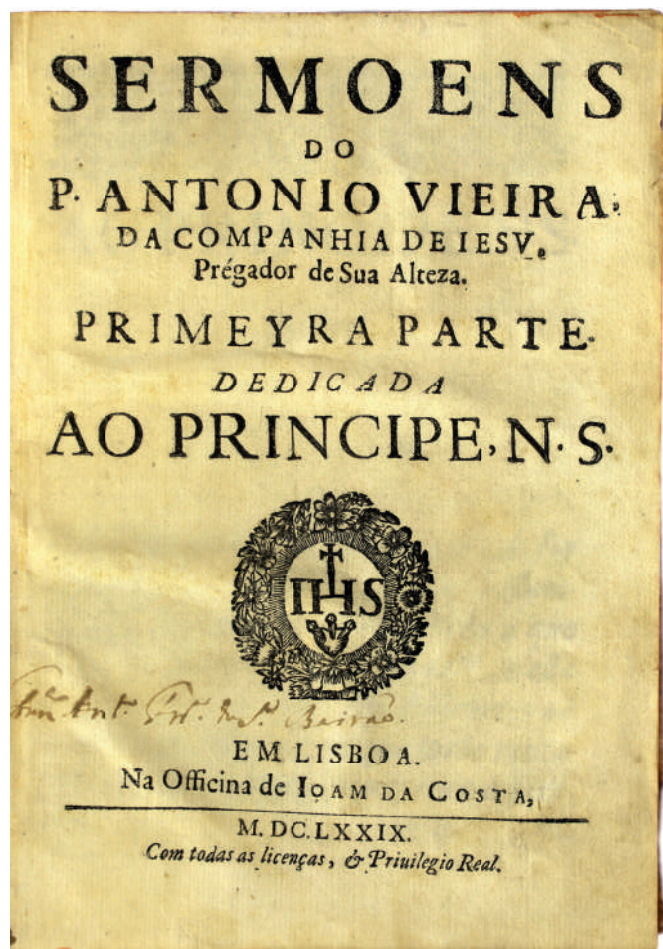 SERMOENS
DO
P. ANTONIO VIEIRA,
DA COMPANHIA DE IESV,
Prégador de Sua Alteza.
PRIMEYRA PARTE.
DEDICADA
AO PRINCIPE, N. S.
IHS
Bairão.
EM LISBOA.
Na Officina de IOAM DA COSTA,
M. DC. LXXIX.
Com todas as licenças, & Priuilegio Real.